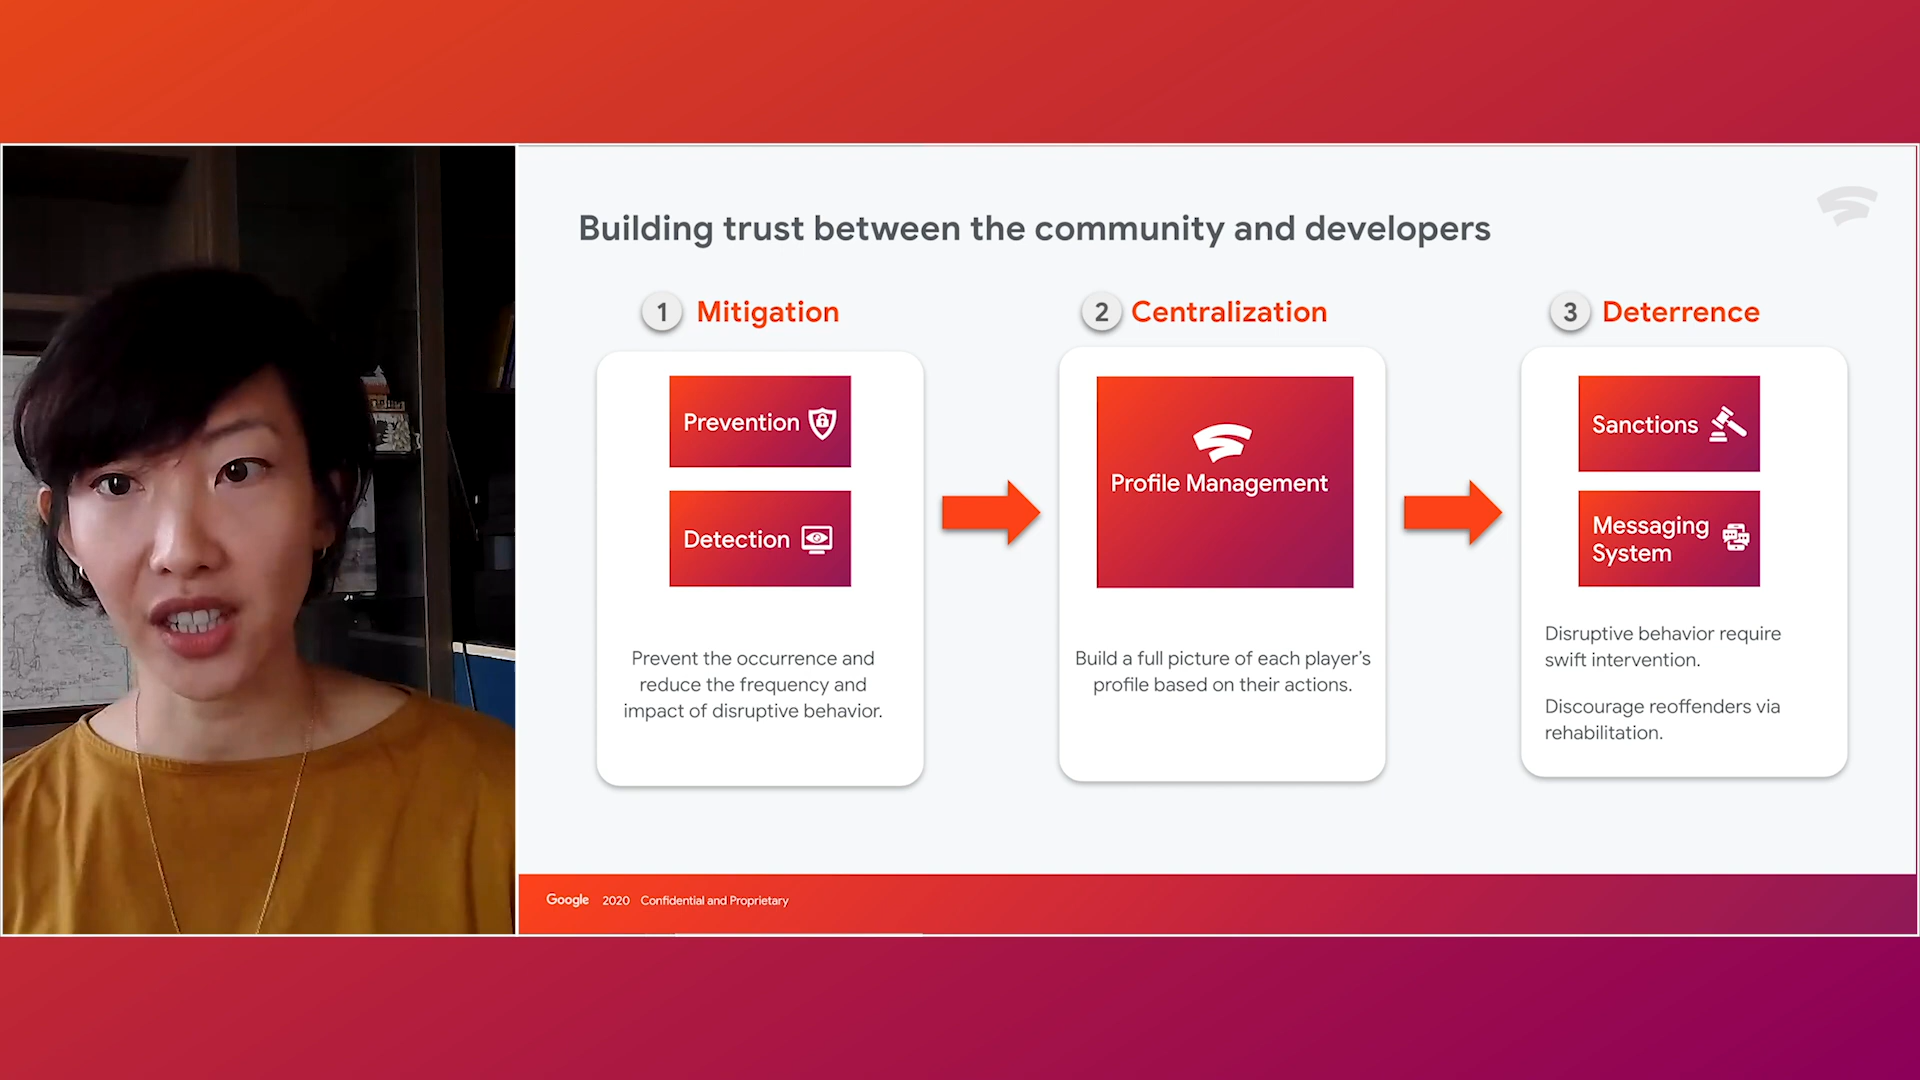 Building trust between the community and developers
1 Mitigation
Prevention
Detection
Prevent the occurrence and
reduce the frequency and
impact of disruptive behavior.
2 Centralization
Profile Management
Build a full picture of each player's
profile based on their actions.
3 Deterrence
Sanctions
Messaging
System
Disruptive behavior require
swift intervention.
Discourage reoffenders via
rehabilitation.
Google 2020 Confidential and Proprietary